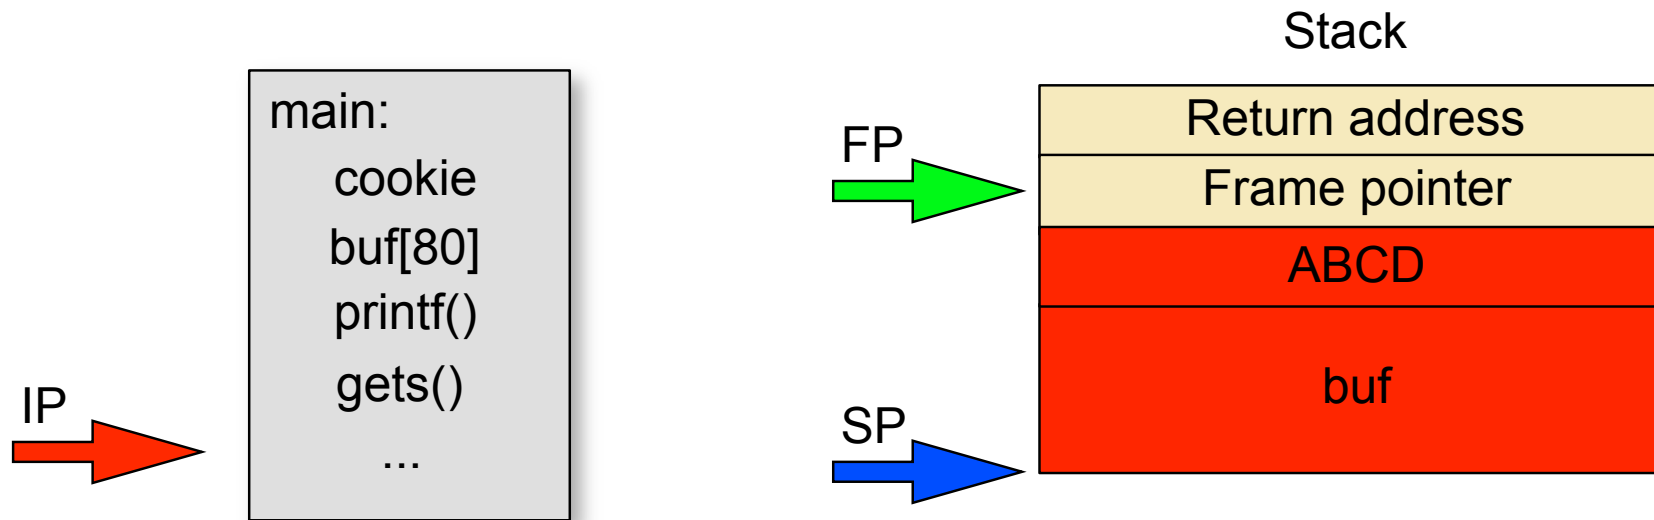 main:
cookie
buf[80]
printf()
gets()
...
IP
Stack
FP
SP
Return address
Frame pointer
ABCD
buf